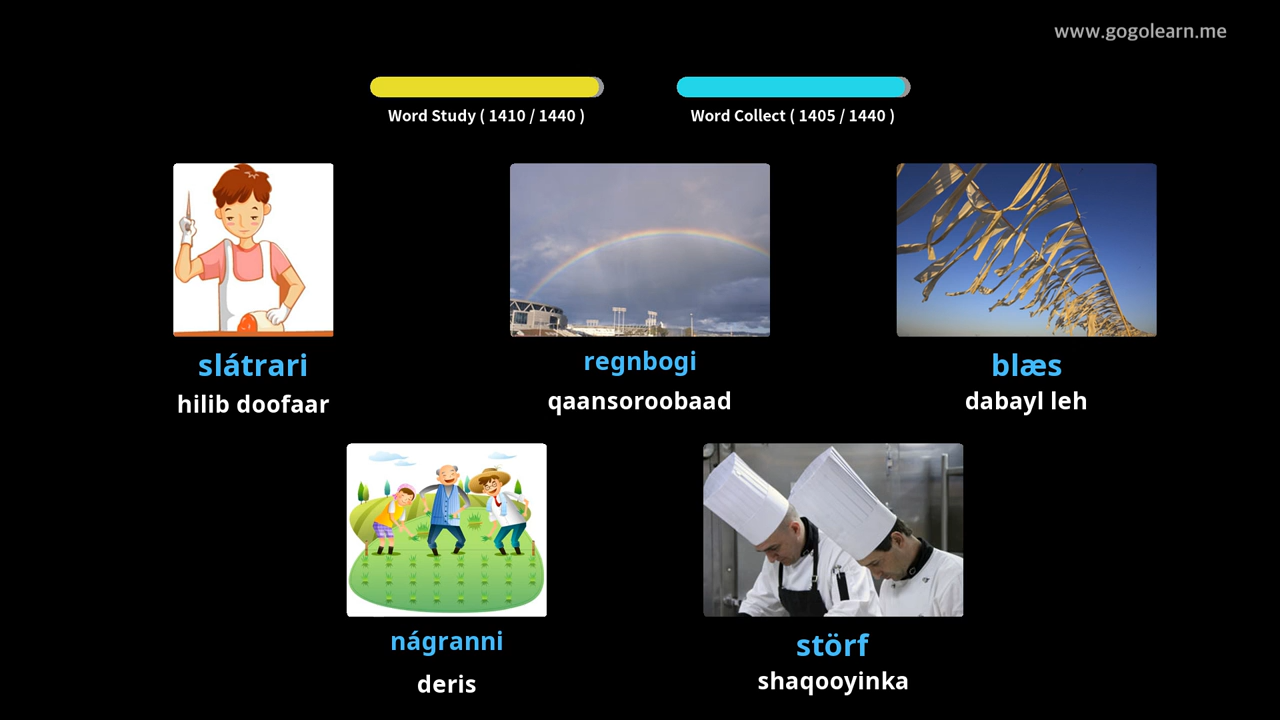 www.gogolearn.me
Word Study ( 1410 / 1440 )
Word Collect ( 1405 / 1440 )
slátrari
hilib doofaar
regnbogi
qaansoroobaad
blæs
dabayl leh
nágranni
deris
störf
shaqooyinka